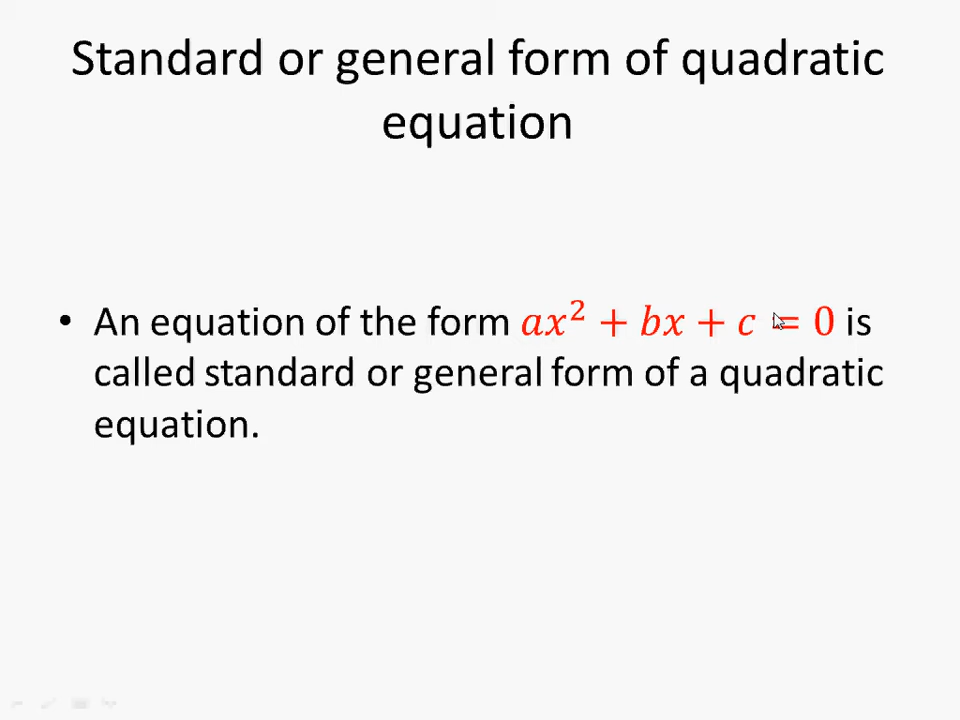 Standard or general form of quadratic
equation
• An equation of the form ax² + bx + c = 0 is
called standard or general form of a quadratic
equation.